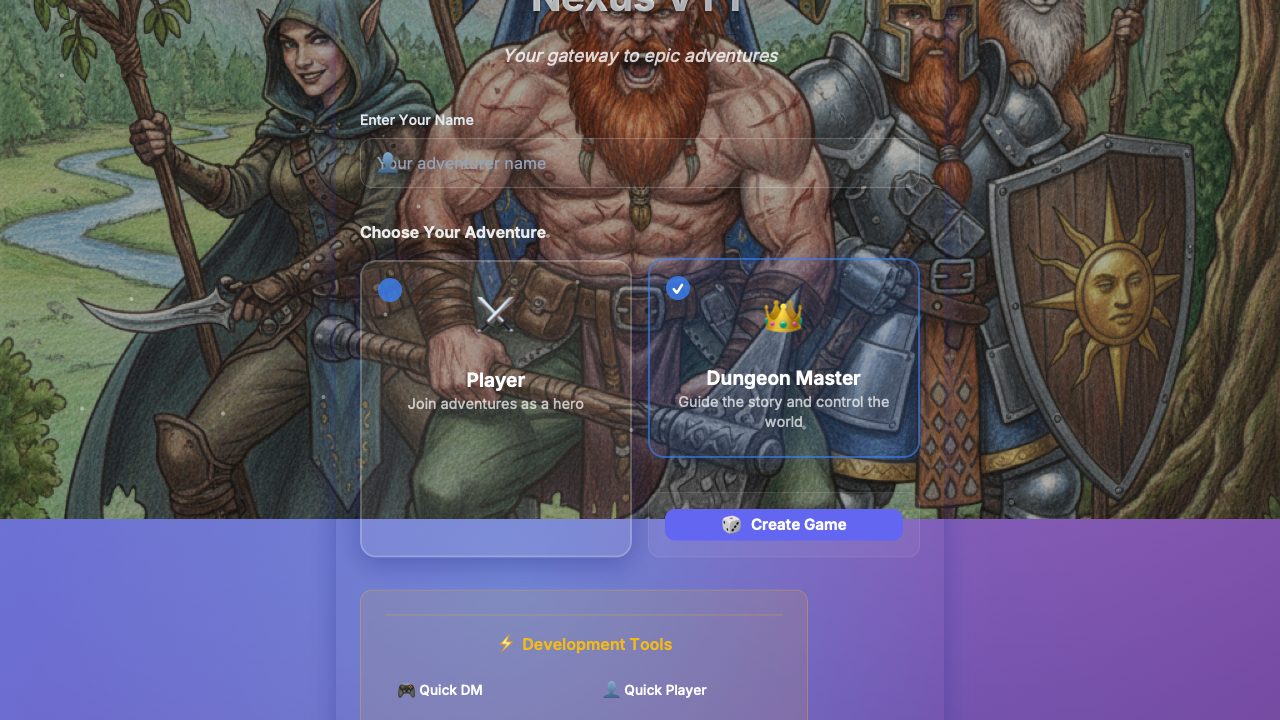 Nexus VTT
Your gateway to epic adventures
Enter Your Name
Your adventurer name
Choose Your Adventure
Player
Join adventures as a hero
Dungeon Master
Guide the story and control the
world
Create Game
Development Tools
Quick DM
Quick Player